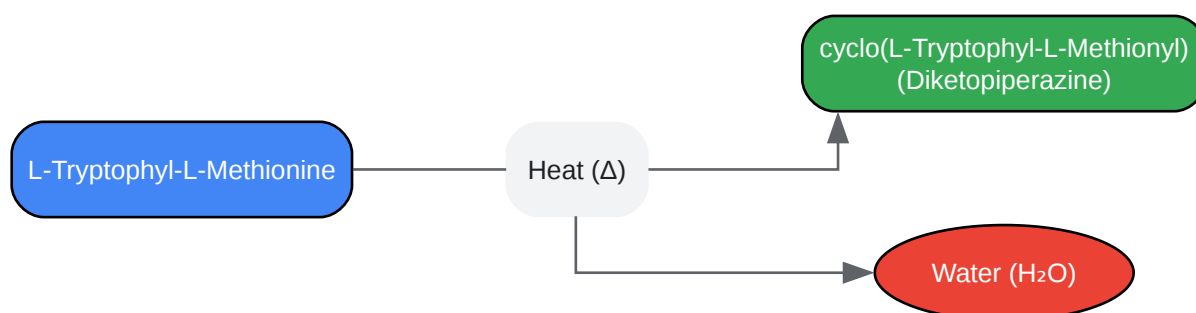 cyclo(L-Tryptophyl-L-Methionyl)
(Diketopiperazine)
L-Tryptophyl-L-Methionine
Heat (Δ)
Water (H₂O)